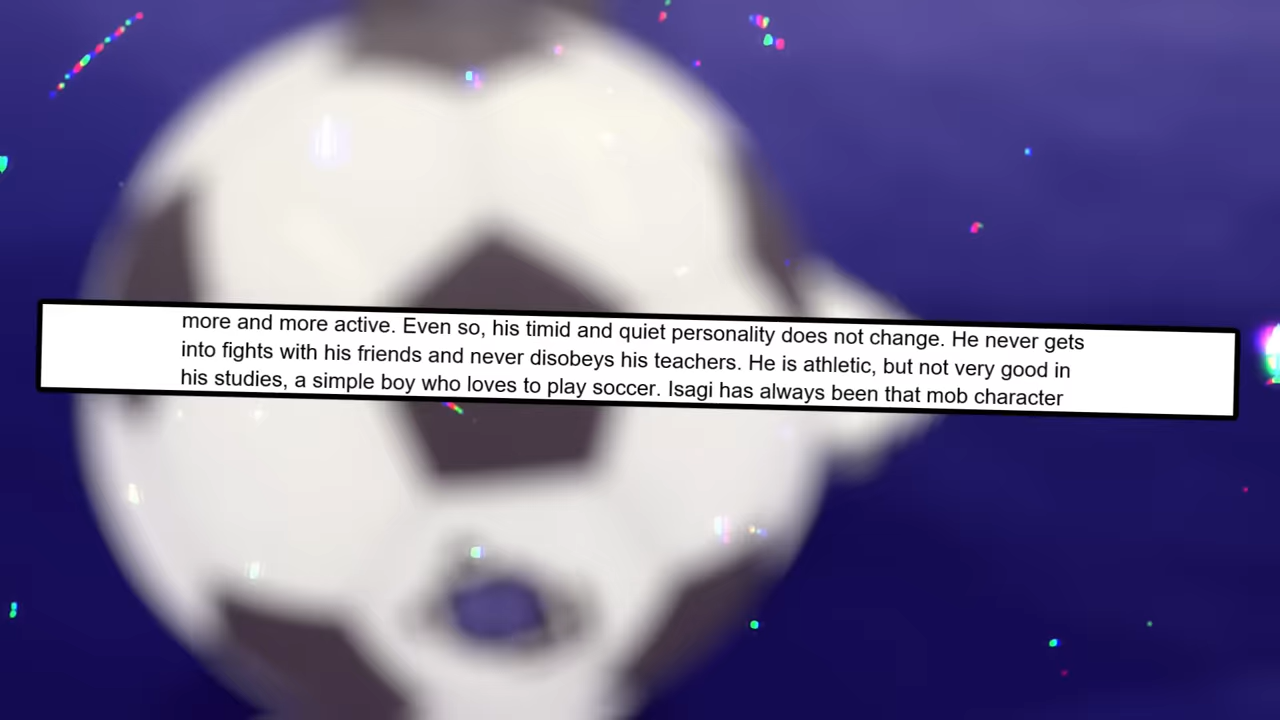 more and more active. Even so, his timid and quiet personality does not change. He never gets
into fights with his friends and never disobeys his teachers. He is athletic, but not very good in
his studies, a simple boy who loves to play soccer. Isagi has always been that mob character